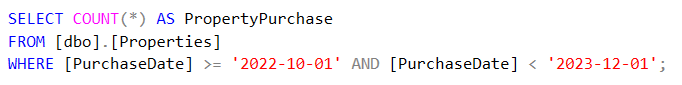 SELECT COUNT(*) AS PropertyPurchase
FROM [dbo].[Properties]
WHERE [PurchaseDate] >= '2022-10-01' AND [PurchaseDate] < '2023-12-01';